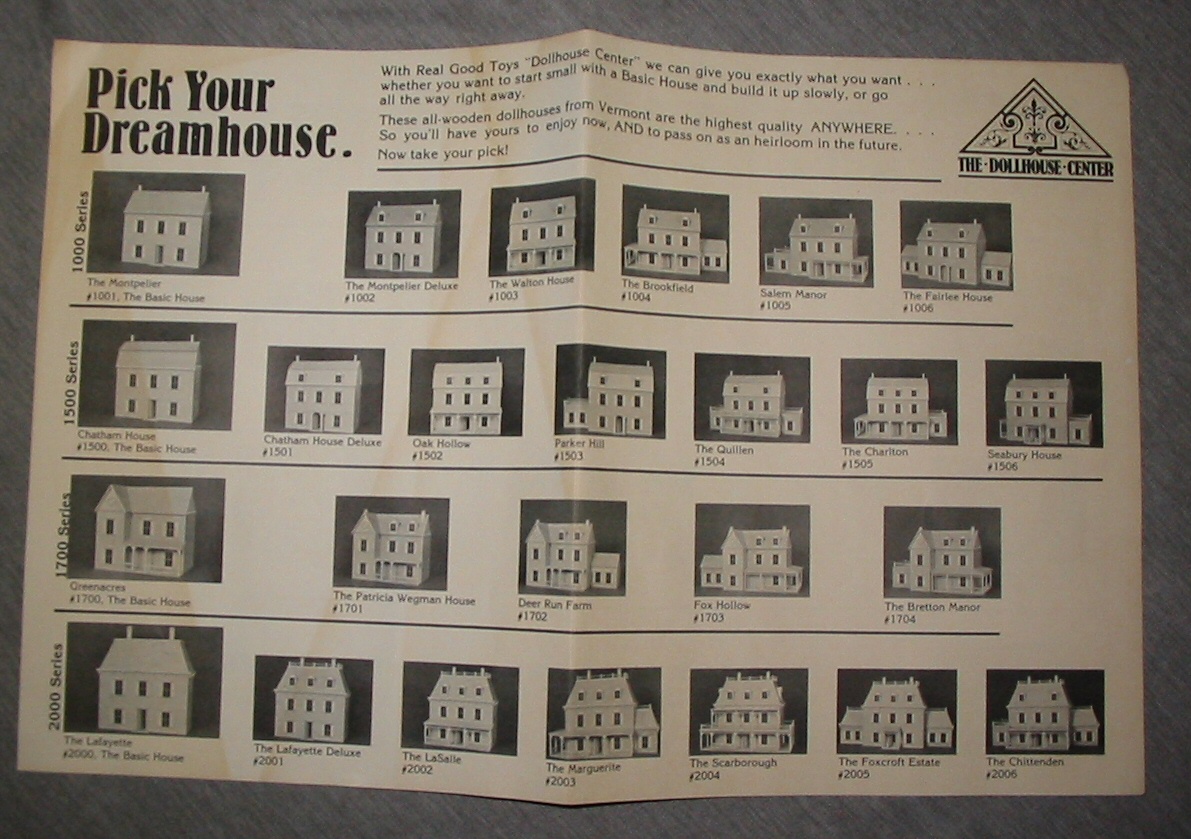 Pick Your
Dreamhouse.
With Real Good Toys "Dollhouse Center" we can give you exactly what you want . . .
whether you want to start small with a Basic House and build it up slowly, or go
all the way right away.
These all-wooden dollhouses from Vermont are the highest quality ANYWHERE. . . .
So you'll have yours to enjoy now, AND to pass on as an heirloom in the future.
Now take your pick!
THE·DOLLHOUSE·CENTER
1000 Series
The Montpelier
#1001, The Basic House
The Montpelier Deluxe
#1002
The Walton House
#1003
The Brookfield
#1004
Salem Manor
#1005
The Fairlee House
#1006
1500 Series
Chatham House
#1500, The Basic House
Chatham House Deluxe
#1501
Oak Hollow
#1502
Parker Hill
#1503
The Quillen
#1504
The Charlton
#1505
Seabury House
#1506
1700 Series
Greenacres
#1700, The Basic House
The Patricia Wegman House
#1701
Deer Run Farm
#1702
Fox Hollow
#1703
The Bretton Manor
#1704
2000 Series
The Lafayette
#2000, The Basic House
The Lafayette Deluxe
#2001
The LaSalle
#2002
The Marguerite
#2003
The Scarborough
#2004
The Foxcroft Estate
#2005
The Chittenden
#2006